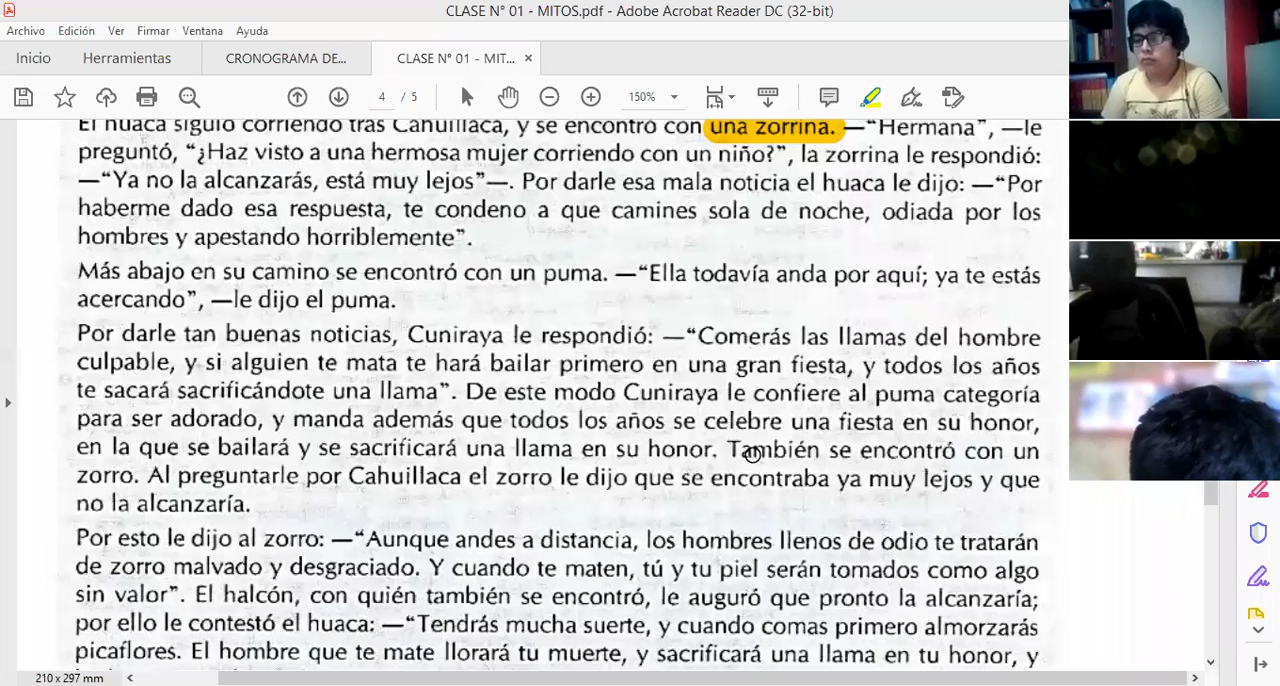 CLASE N° 01 - MITOS.pdf - Adobe Acrobat Reader DC (32-bit)
Archivo Edición Ver Firmar Ventana Ayuda
Inicio Herramientas CRONOGRAMA DE... CLASE N° 01 - MIT... ×
4 / 5 150%
El huaca siguió corriendo tras Cahuillaca, y se encontró con una zorrina. —“Hermana”, —le
preguntó, “¿Haz visto a una hermosa mujer corriendo con un niño?”, la zorrina le respondió:
—“Ya no la alcanzarás, está muy lejos”—. Por darle esa mala noticia el huaca le dijo: —“Por
haberme dado esa respuesta, te condeno a que camines sola de noche, odiada por los
hombres y apestando horriblemente”.
Más abajo en su camino se encontró con un puma. —“Ella todavía anda por aquí; ya te estás
acercando”, —le dijo el puma.
Por darle tan buenas noticias, Cuniraya le respondió: —“Comerás las llamas del hombre
culpable, y si alguien te mata te hará bailar primero en una gran fiesta, y todos los años
te sacará sacrificándote una llama”. De este modo Cuniraya le confiere al puma categoría
para ser adorado, y manda además que todos los años se celebre una fiesta en su honor,
en la que se bailará y se sacrificará una llama en su honor. También se encontró con un
zorro. Al preguntarle por Cahuillaca el zorro le dijo que se encontraba ya muy lejos y que
no la alcanzaría.
Por esto le dijo al zorro: —“Aunque andes a distancia, los hombres llenos de odio te tratarán
de zorro malvado y desgraciado. Y cuando te maten, tú y tu piel serán tomados como algo
sin valor”. El halcón, con quién también se encontró, le auguró que pronto la alcanzaría;
por ello le contestó el huaca: —“Tendrás mucha suerte, y cuando comas primero almorzarás
picaflores. El hombre que te mate llorará tu muerte, y sacrificará una llama en tu honor, y
210 x 297 mm